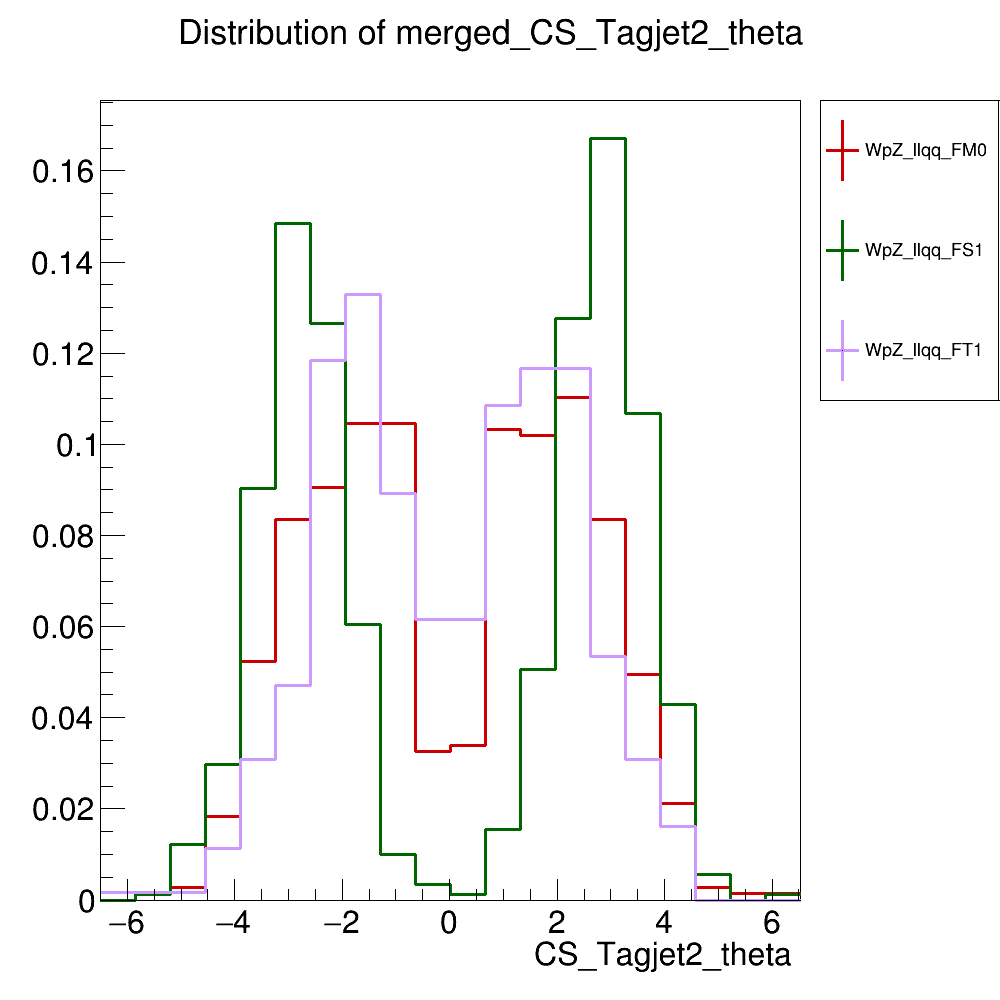 Distribution of merged_CS_Tagjet2_theta
WpZ_llqq_FM0
WpZ_llqq_FS1
WpZ_llqq_FT1
0.16
0.14
0.12
0.1
0.08
0.06
0.04
0.02
0
−6 −4 −2 0 2 4 6
CS_Tagjet2_theta